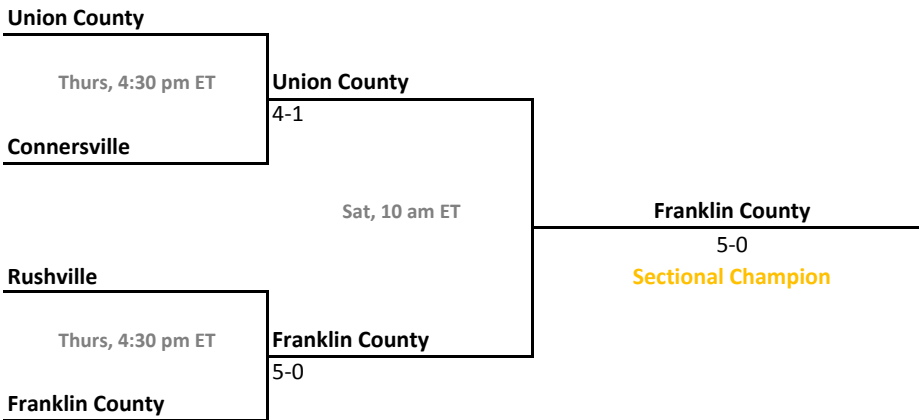 Union County
Thurs, 4:30 pm ET
Union County
4-1
Connersville
Sat, 10 am ET
Franklin County
5-0
Sectional Champion
Rushville
Thurs, 4:30 pm ET
Franklin County
5-0
Franklin County